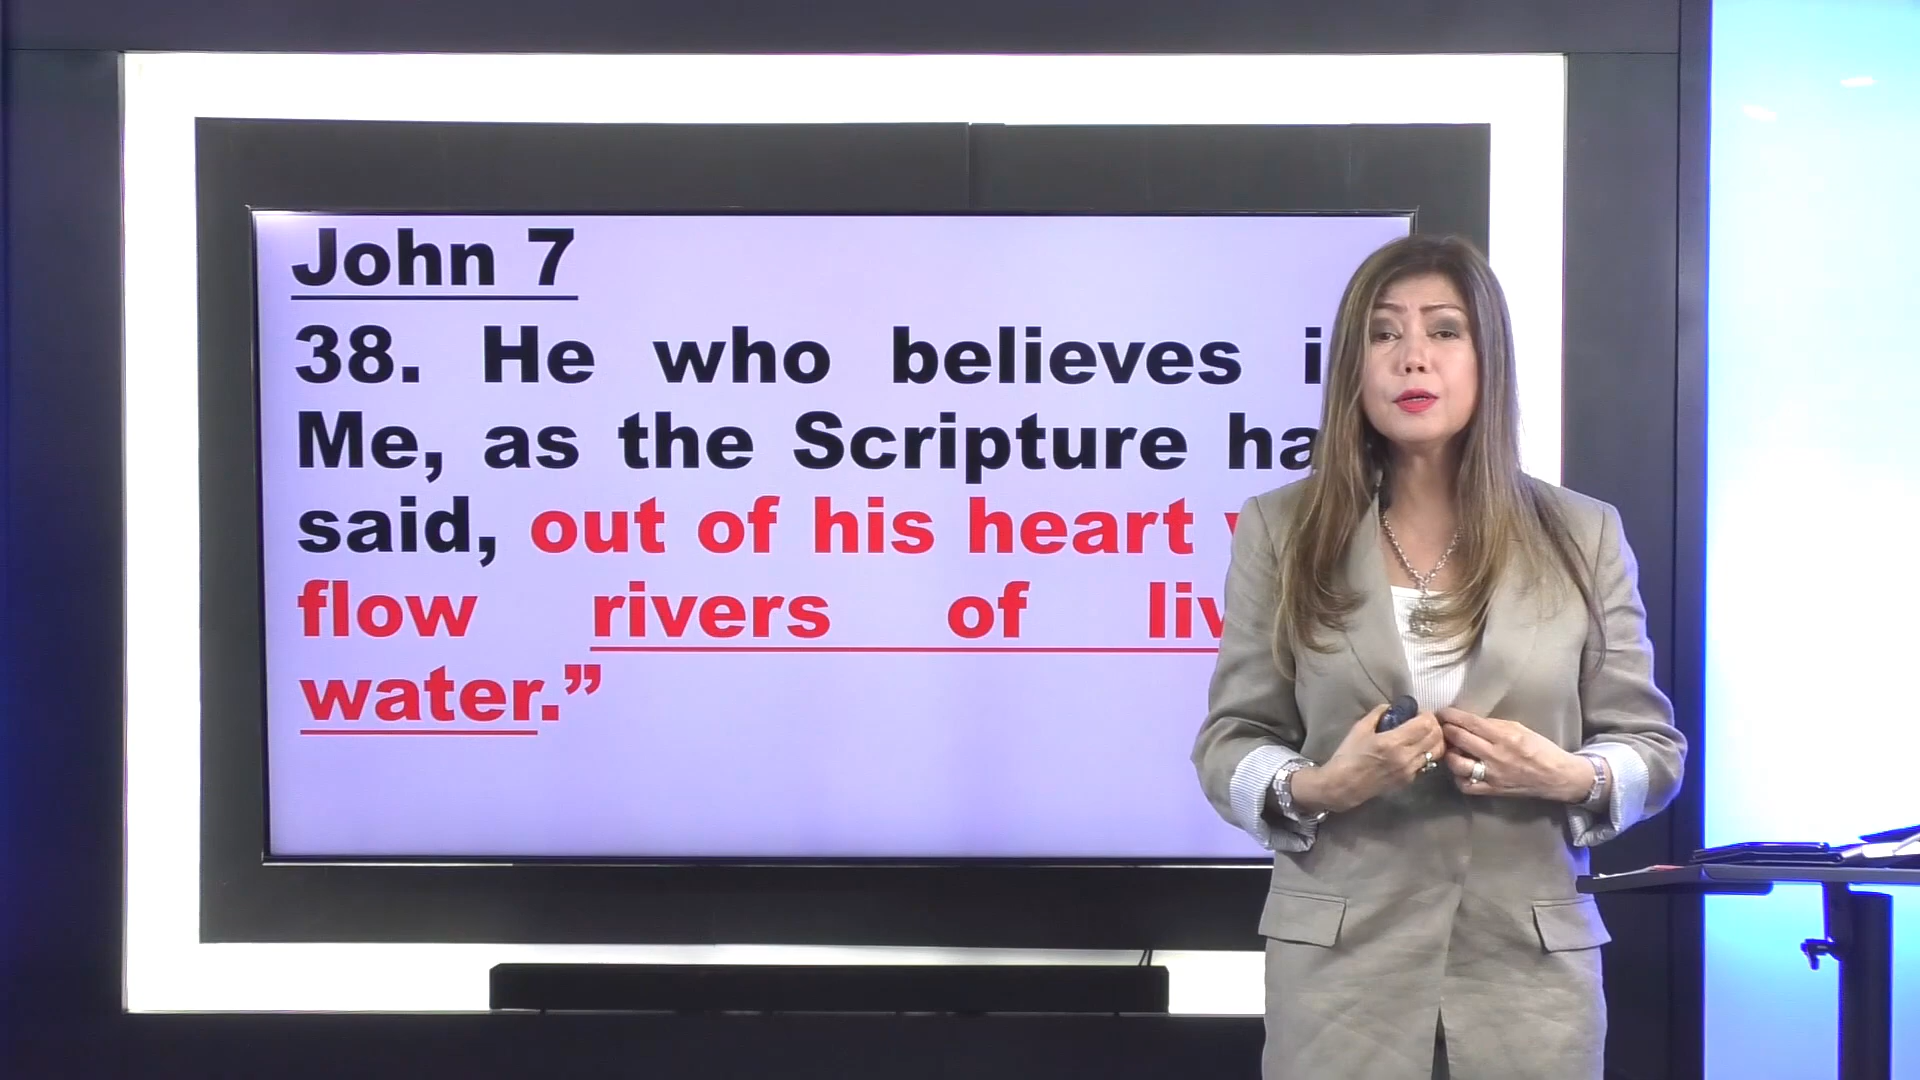 John 7
38. He who believes
Me, as the Scripture
said, out of his heart
flow rivers of
water.”